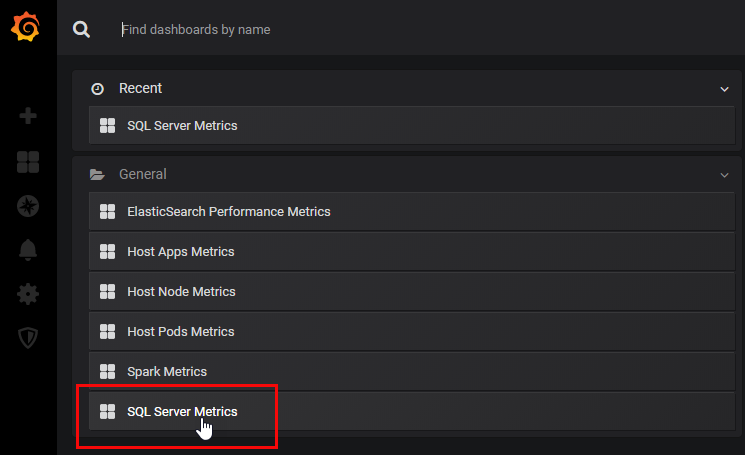 Find dashboards by name
Recent
SQL Server Metrics
General
ElasticSearch Performance Metrics
Host Apps Metrics
Host Node Metrics
Host Pods Metrics
Spark Metrics
SQL Server Metrics